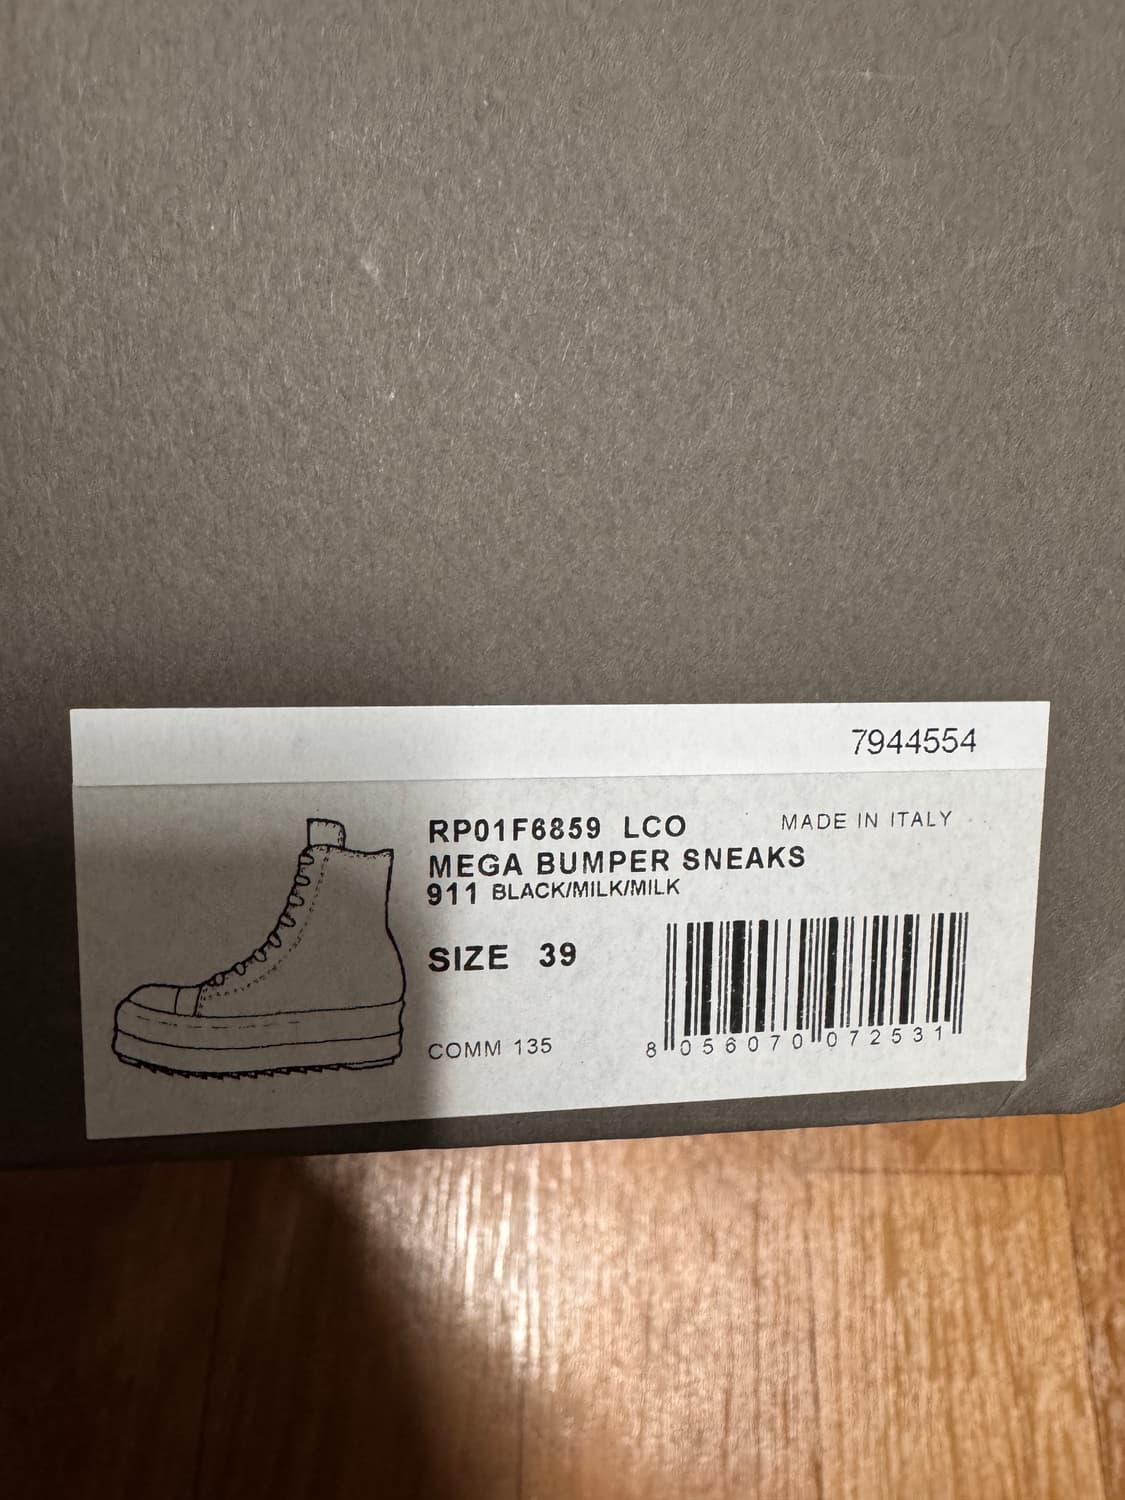 7944554
RP01F6859 LCO MADE IN ITALY
MEGA BUMPER SNEAKS
911 BLACK/MILK/MILK
SIZE 39
COMM 135
8 056070 072531